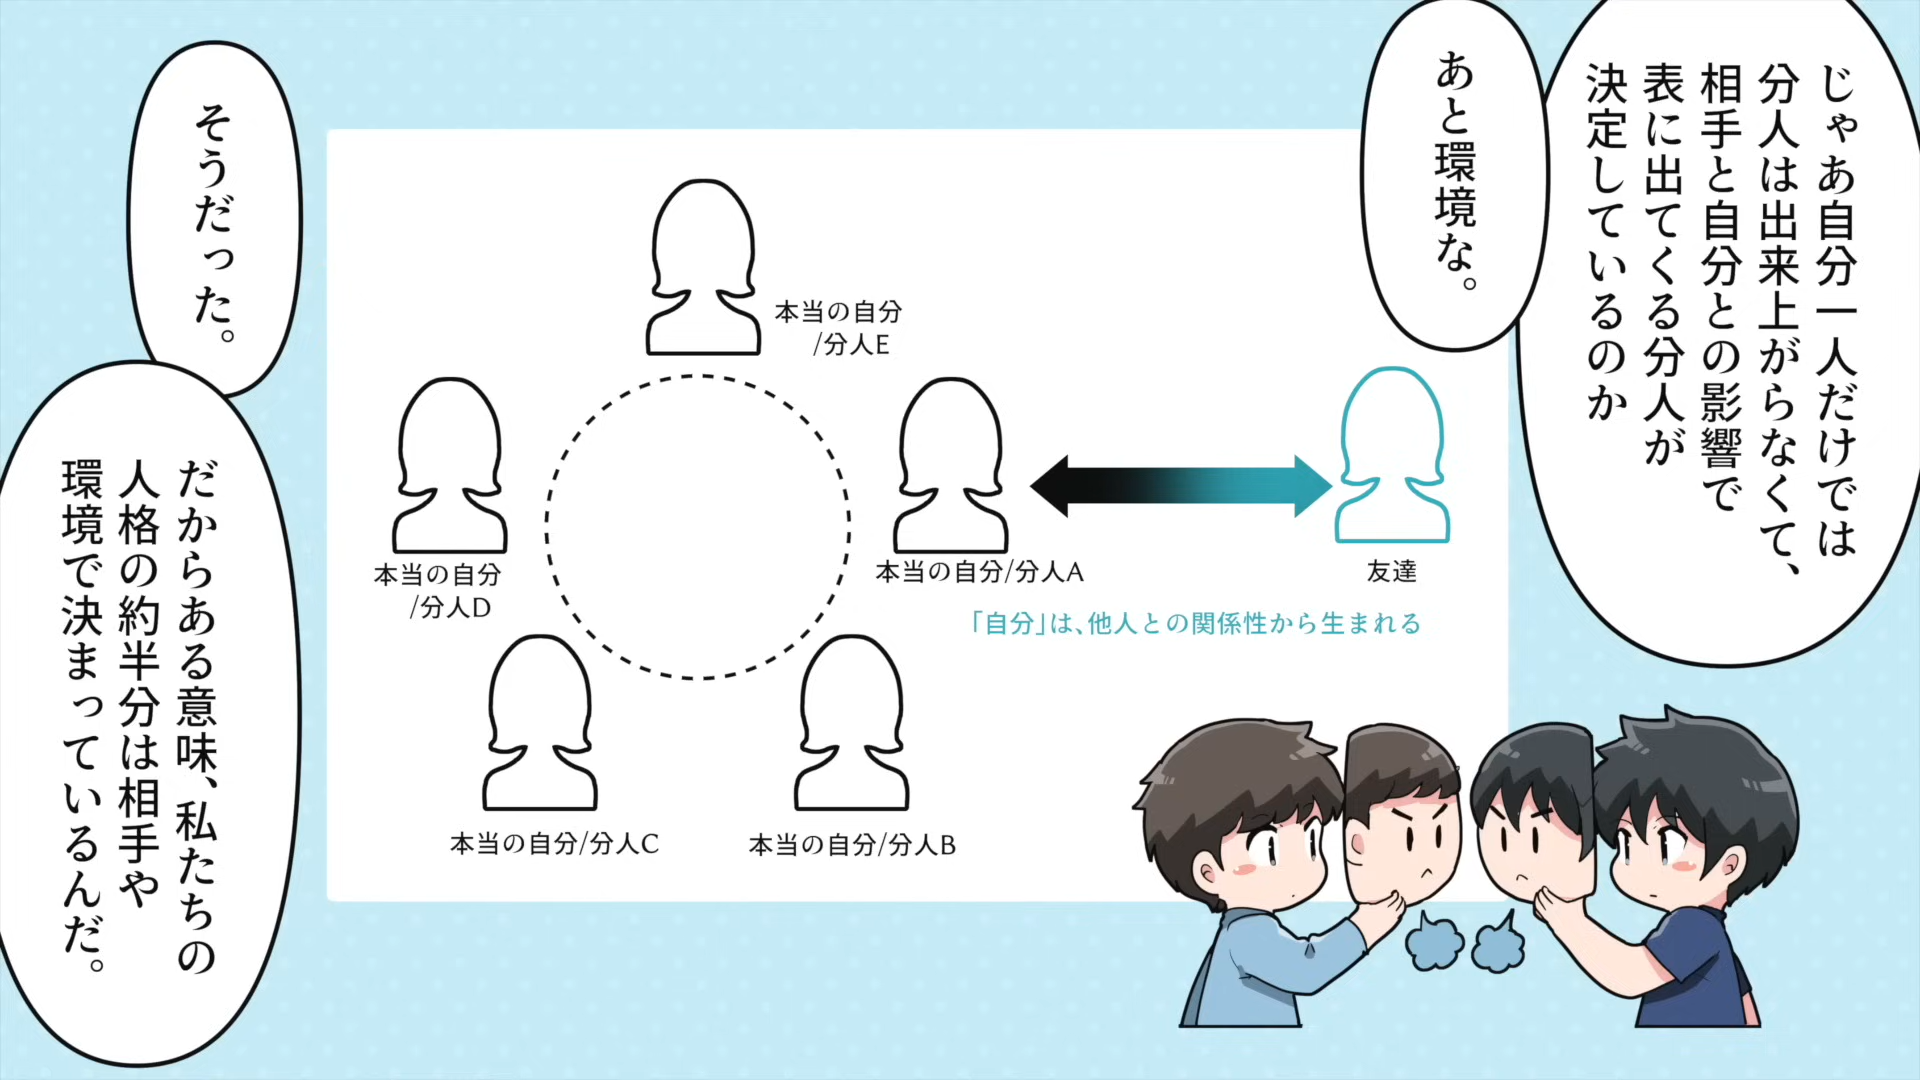 じゃあ自分一人だけでは
分人は出来上がらなくて、
相手と自分との影響で
表に出てくる分人が
決定しているのか
あと環境な。
そうだった。
だからある意味、私たちの
人格の約半分は相手や
環境で決まっているんだ。
本当の自分
/分人E
本当の自分
/分人D
本当の自分/分人A
友達
「自分」は、他人との関係性から生まれる
本当の自分/分人C
本当の自分/分人B